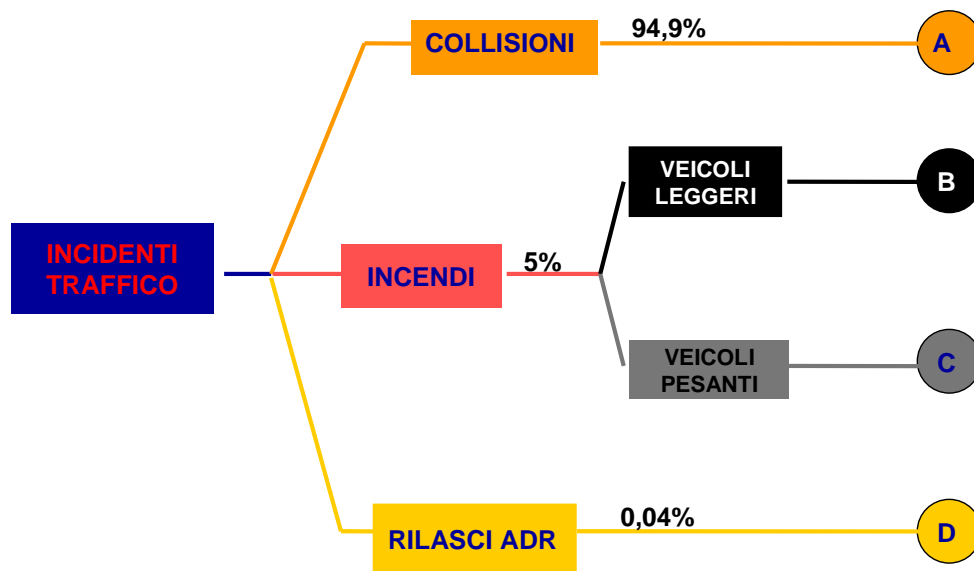 COLLISIONI
94,9%
A
VEICOLI
LEGGERI
B
INCIDENTI
TRAFFICO
INCENDI
5%
VEICOLI
PESANTI
C
RILASCI ADR
0,04%
D